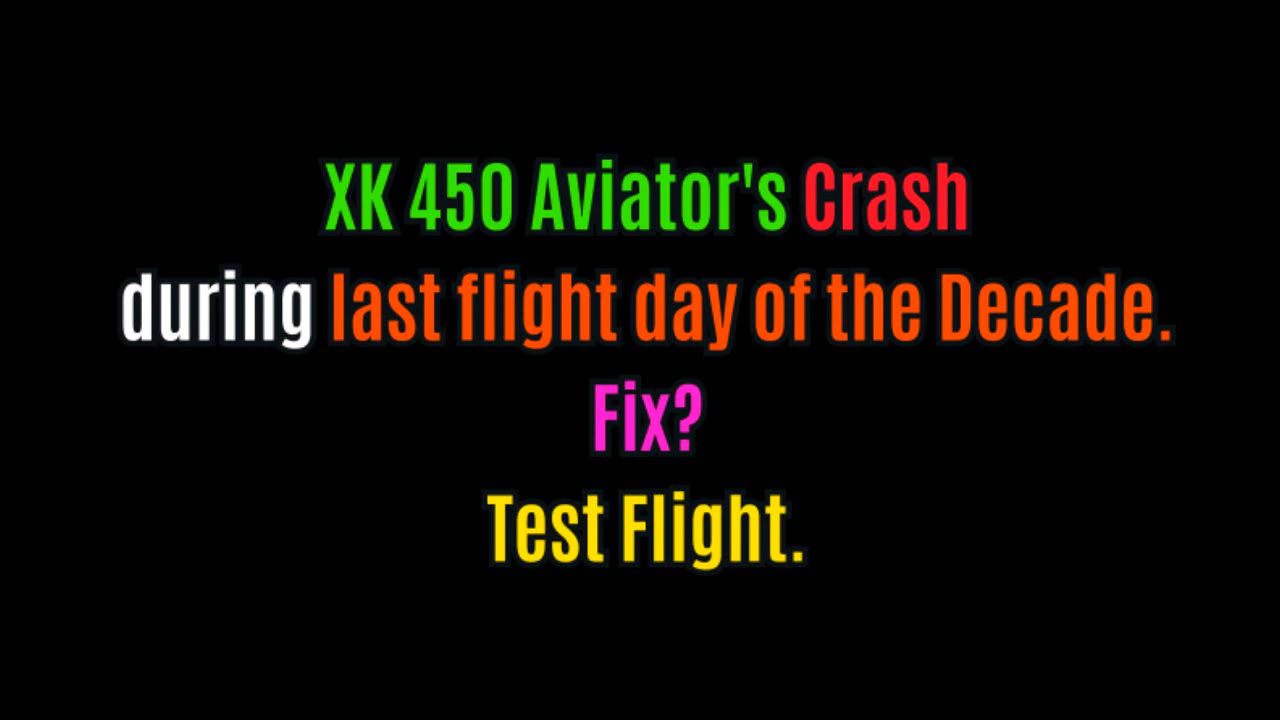 XK 450 Aviator's Crash
during last flight day of the Decade.
Fix?
Test Flight.